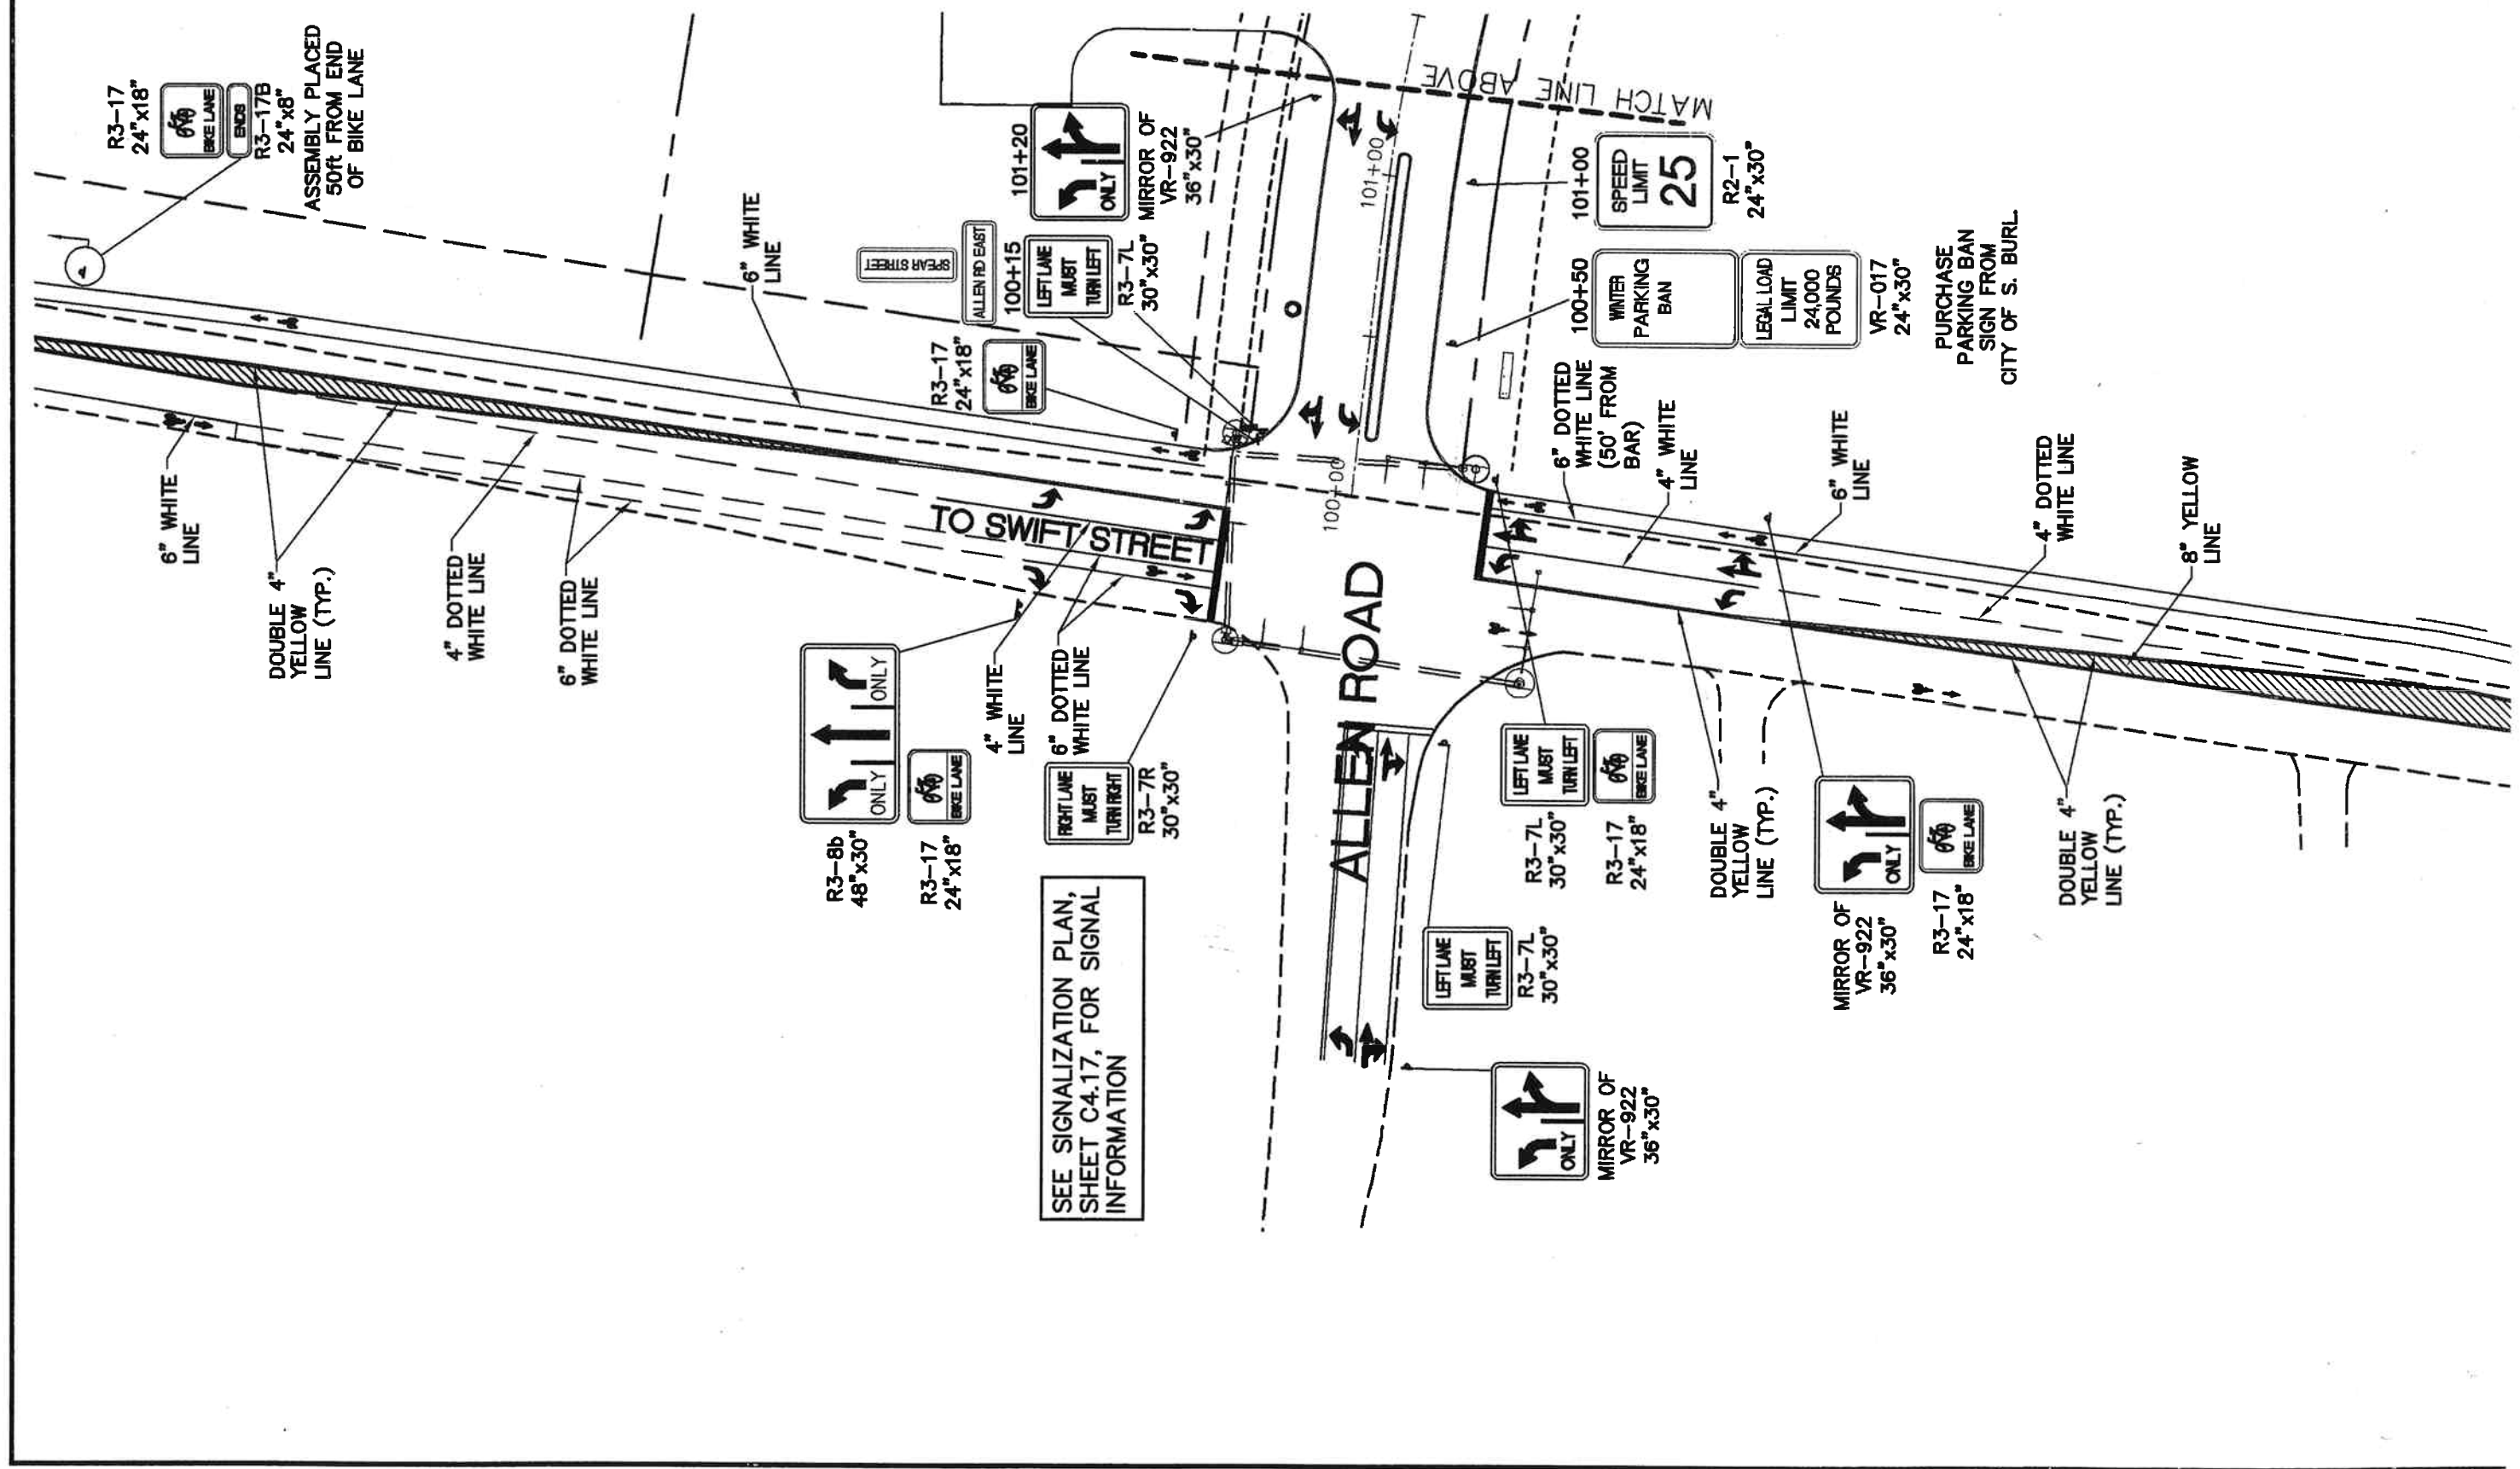 R3-17
24"x18"
BIKE LANE
ENDS
R3-17B
24"x8"
ASSEMBLY PLACED
50ft FROM END
OF BIKE LANE
6" WHITE
LINE
DOUBLE 4"
YELLOW
LINE (TYP.)
4" DOTTED
WHITE LINE
6" DOTTED
WHITE LINE
6" WHITE
LINE
SPEAR STREET
ALLEN RD EAST
100+15
LEFT LANE
MUST
TURN LEFT
R3-7L
30"x30"
101+20
ONLY
MIRROR OF
VR-922
36"x30"
R3-17
24"x18"
BIKE LANE
TO SWIFT STREET
ONLY
ONLY
R3-8b
48"x30"
BIKE LANE
R3-17
24"x18"
4" WHITE
LINE
6" DOTTED
WHITE LINE
RIGHT LANE
MUST
TURN RIGHT
R3-7R
30"x30"
SEE SIGNALIZATION PLAN,
SHEET C4.17, FOR SIGNAL
INFORMATION
100+00
101+00
MATCH LINE ABOVE
ALLEN ROAD
101+00
SPEED
LIMIT
25
R2-1
24"x30"
100+50
WINTER
PARKING
BAN
LEGAL LOAD
LIMIT
24,000
POUNDS
VR-017
24"x30"
PURCHASE
PARKING BAN
SIGN FROM
CITY OF S. BURL.
6" DOTTED
WHITE LINE
(50' FROM
BAR)
4" WHITE
LINE
6" WHITE
LINE
4" DOTTED
WHITE LINE
8" YELLOW
LINE
LEFT LANE
MUST
TURN LEFT
R3-7L
30"x30"
BIKE LANE
R3-17
24"x18"
LEFT LANE
MUST
TURN LEFT
R3-7L
30"x30"
ONLY
MIRROR OF
VR-922
36"x30"
DOUBLE 4"
YELLOW
LINE (TYP.)
ONLY
MIRROR OF
VR-922
36"x30"
BIKE LANE
R3-17
24"x18"
DOUBLE 4"
YELLOW
LINE (TYP.)